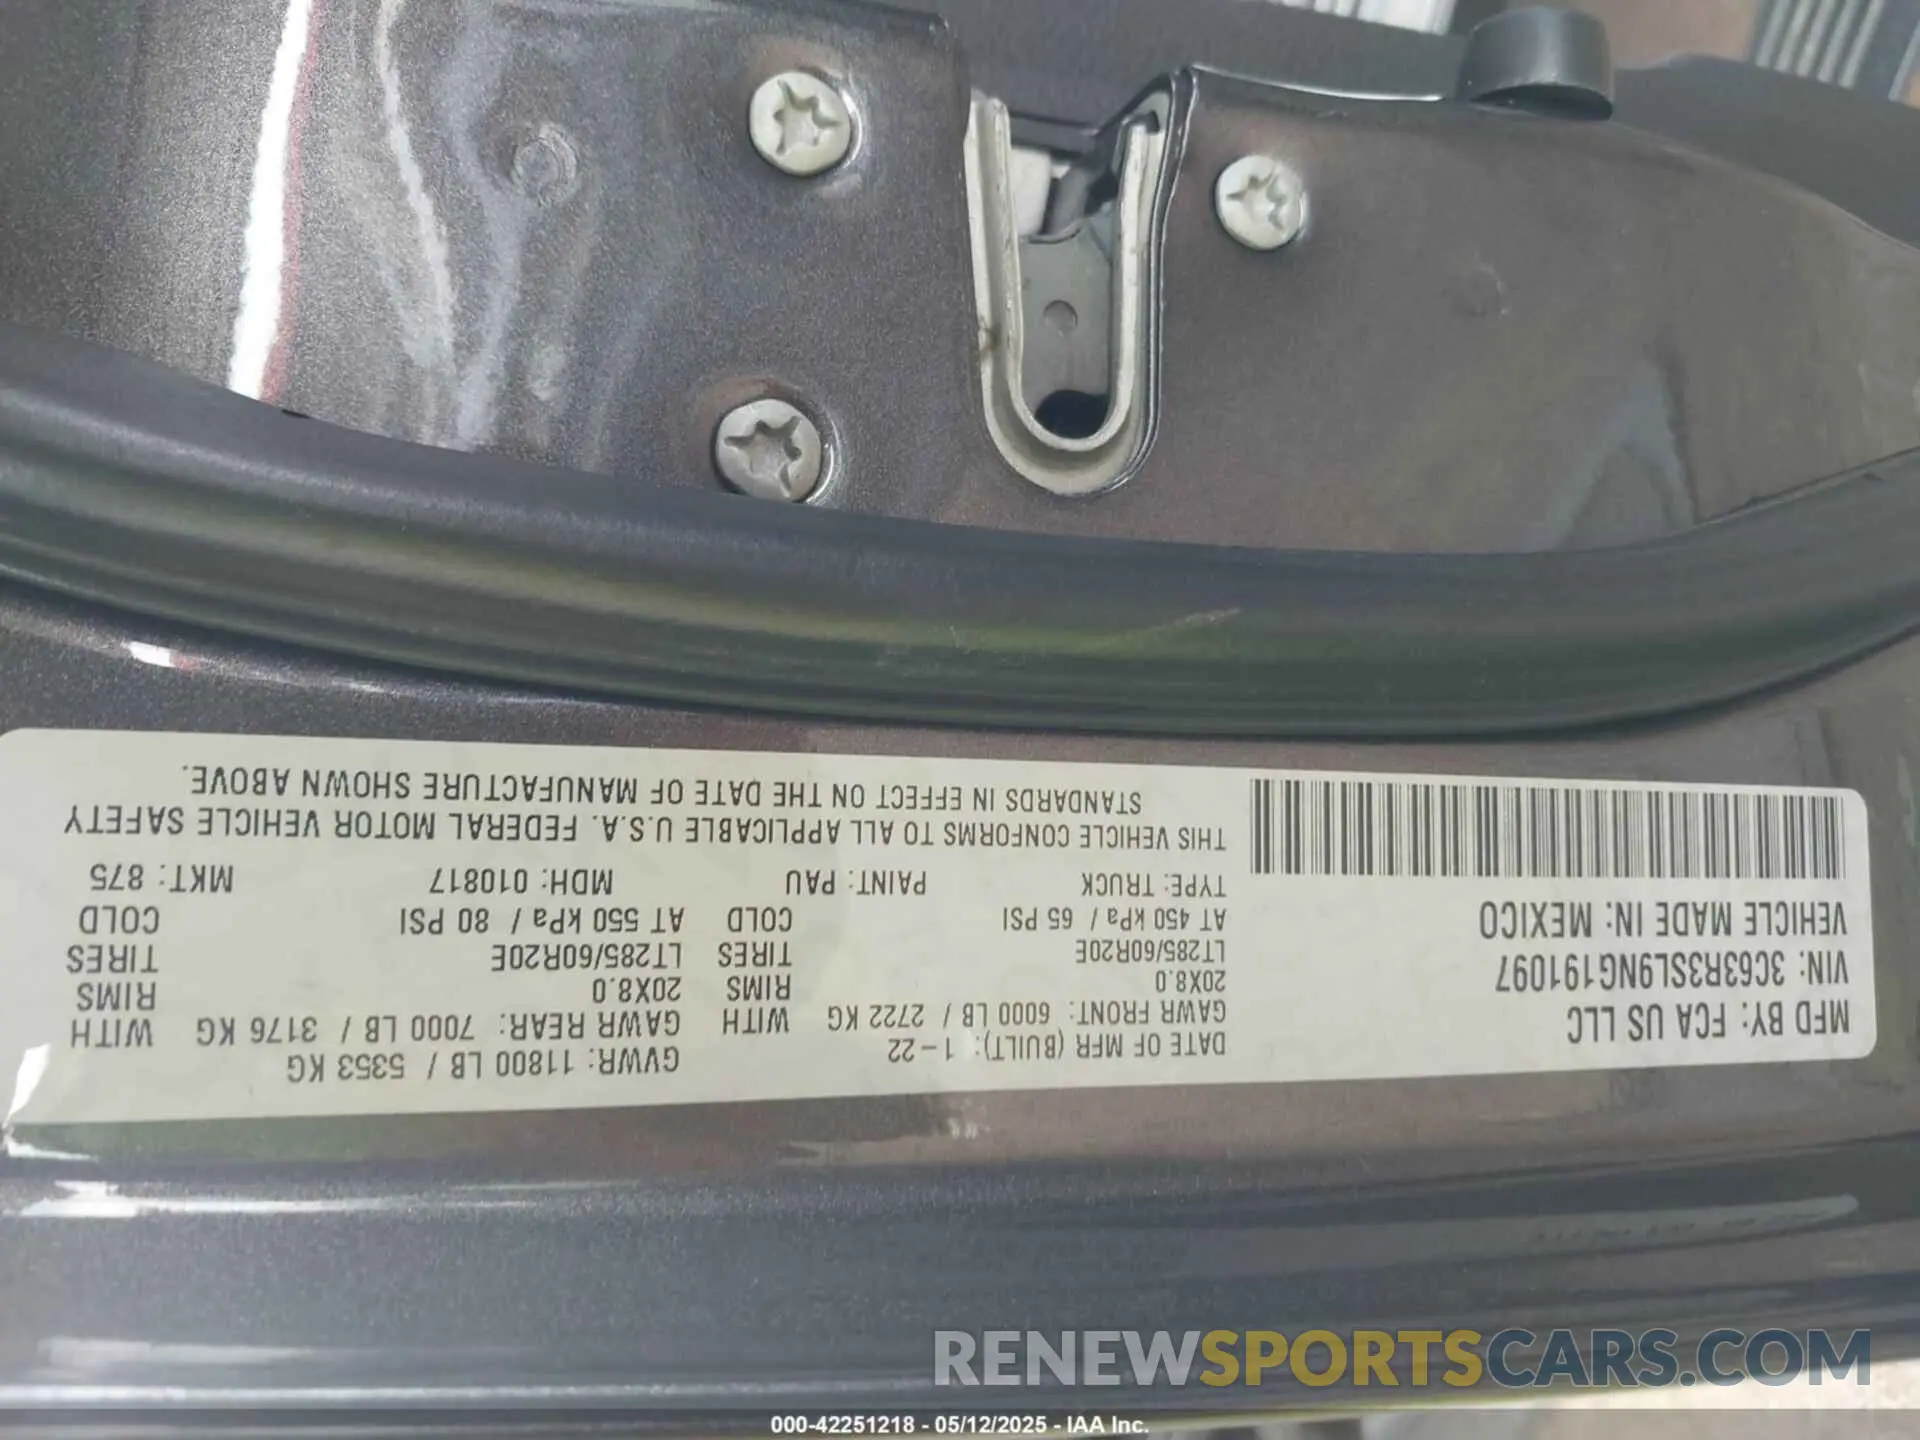 MFD BY: FCA US LLC
VIN: 3C63R3SL9NG191097
VEHICLE MADE IN: MEXICO
DATE OF MFR (BUILT): 1-22
GVWR: 11800 LB / 5353 KG
GAWR FRONT: 6000 LB / 2722 KG WITH
GAWR REAR: 7000 LB / 3176 KG WITH
20X8.0 RIMS
20X8.0 RIMS
LT285/60R20E TIRES
LT285/60R20E TIRES
AT 450 kPa / 65 PSI COLD
AT 550 kPa / 80 PSI COLD
TYPE: TRUCK PAINT: PAU MDH: 010817 MKT: 875
THIS VEHICLE CONFORMS TO ALL APPLICABLE U.S.A. FEDERAL MOTOR VEHICLE SAFETY
STANDARDS IN EFFECT ON THE DATE OF MANUFACTURE SHOWN ABOVE.
RENEWSPORTSCARS.COM
000-42251218 - 05/12/2025 - IAA Inc.